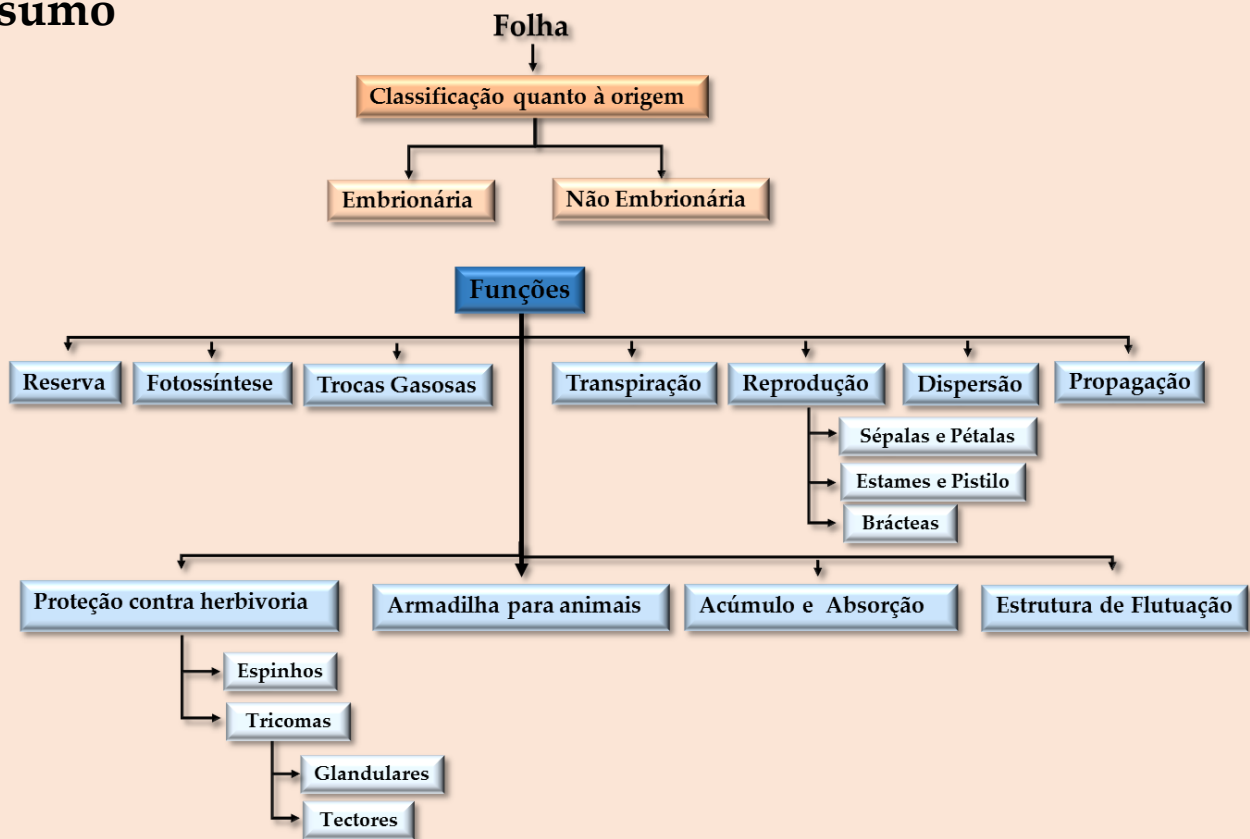 sumo
Folha
Classificação quanto à origem
Embrionária
Não Embrionária
Funções
Reserva
Fotossíntese
Trocas Gasosas
Transpiração
Reprodução
Dispersão
Propagação
Sépalas e Pétalas
Estames e Pistilo
Brácteas
Proteção contra herbivoria
Armadilha para animais
Acúmulo e Absorção
Estrutura de Flutuação
Espinhos
Tricomas
Glandulares
Tectores